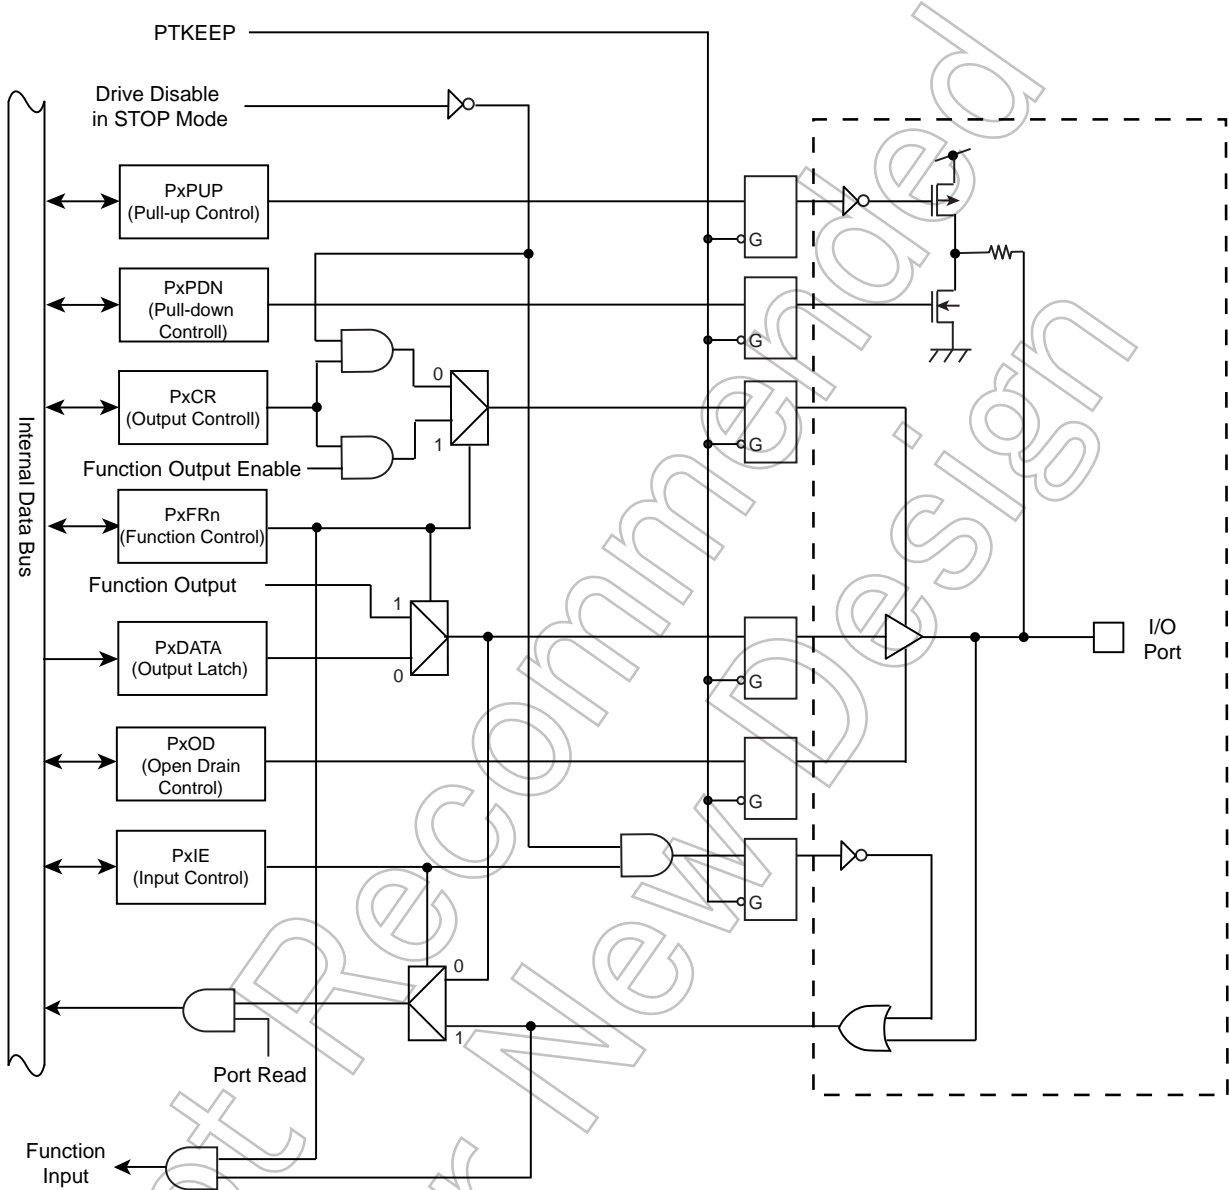 PTKEEP
Drive Disable
in STOP Mode
PxPUP
(Pull-up Control)
G
PxPDN
(Pull-down
Controll)
G
PxCR
(Output Controll)
0
1
G
Function Output Enable
Internal Data Bus
PxFRn
(Function Control)
Function Output
1
0
PxDATA
(Output Latch)
G
I/O
Port
PxOD
(Open Drain
Control)
G
PxIE
(Input Control)
G
0
1
Port Read
Function
Input
ot Recommended
r New Design